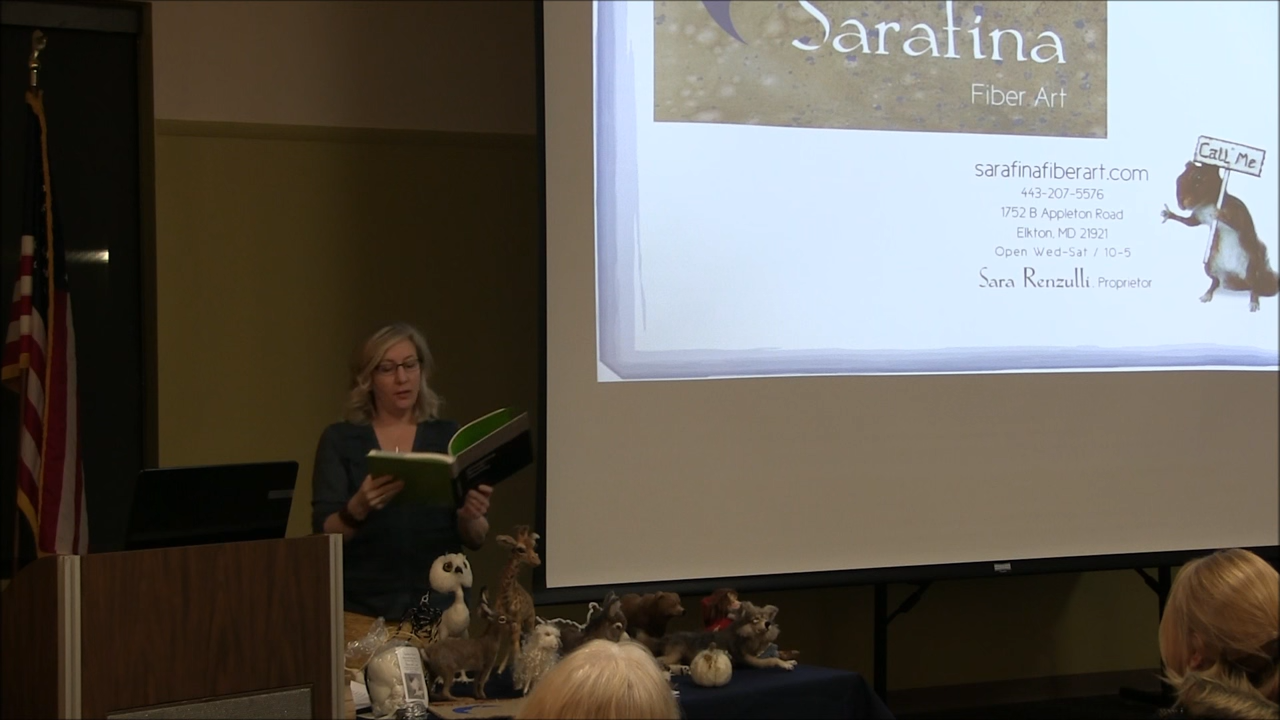 Sarafina
Fiber Art
Call Me
sarafinafiberart.com
443-207-5576
1752 B Appleton Road
Elkton, MD 21921
Open Wed-Sat / 10-5
Sara Renzulli, Proprietor